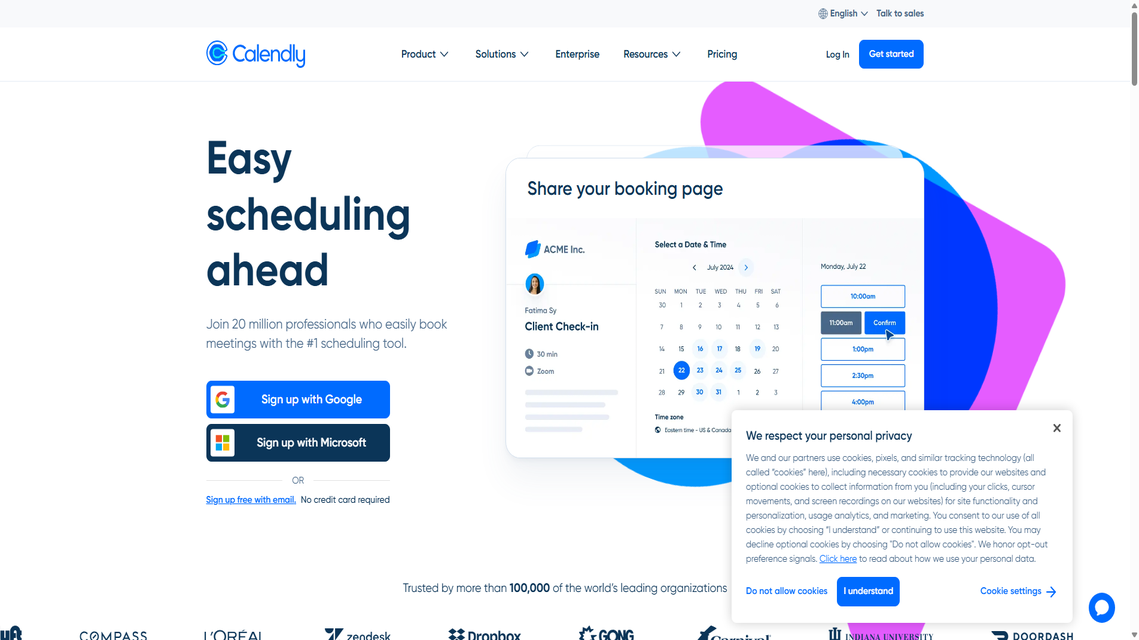 English
Talk to sales
Calendly
Product
Solutions
Enterprise
Resources
Pricing
Log In
Get started
Easy
scheduling
ahead
Join 20 million professionals who easily book
meetings with the #1 scheduling tool.
Sign up with Google
Sign up with Microsoft
OR
Sign up free with email. No credit card required
Share your booking page
ACME Inc.
Fatima Sy
Client Check-in
30 min
Zoom
Select a Date & Time
July 2024
SUN MON TUE WED THU FRI SAT
30 1 2 3 4 5 6
7 8 9 10 11 12 13
14 15 16 17 18 19 20
21 22 23 24 25 26 27
28 29 30 31 1 2 3
Time zone
Eastern time - US & Canada
Monday, July 22
10:00am
11:00am Confirm
1:00pm
2:30pm
4:00pm
We respect your personal privacy
We and our partners use cookies, pixels, and similar tracking technology (all
called “cookies” here), including necessary cookies to provide our websites and
optional cookies to collect information from you (including your clicks, cursor
movements, and screen recordings on our websites) for site functionality and
personalization, usage analytics, and marketing. You consent to our use of all
cookies by choosing “I understand” or continuing to use this website. You may
decline optional cookies by choosing “Do not allow cookies”. We honor opt-out
preference signals. Click here to read about how we use your personal data.
Do not allow cookies
I understand
Cookie settings
Trusted by more than 100,000 of the world’s leading organizations
COMPASS
L'ORÉAL
zendesk
Dropbox
GONG
Carnival
INDIANA UNIVERSITY
DOORDASH